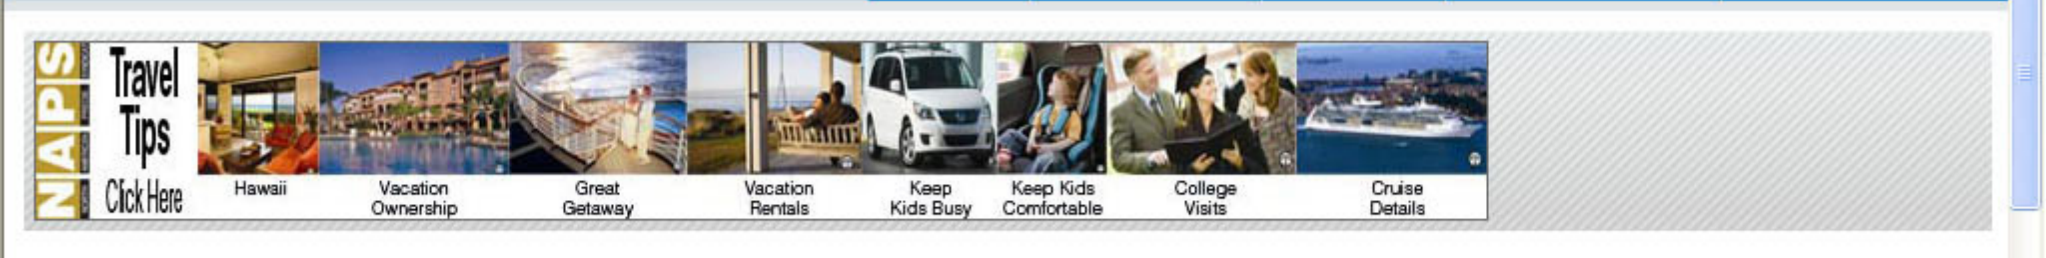 NAPS
Travel
Tips
Click Here
Hawaii
Vacation
Ownership
Great
Getaway
Vacation
Rentals
Keep
Kids Busy
Keep Kids
Comfortable
College
Visits
Cruise
Details